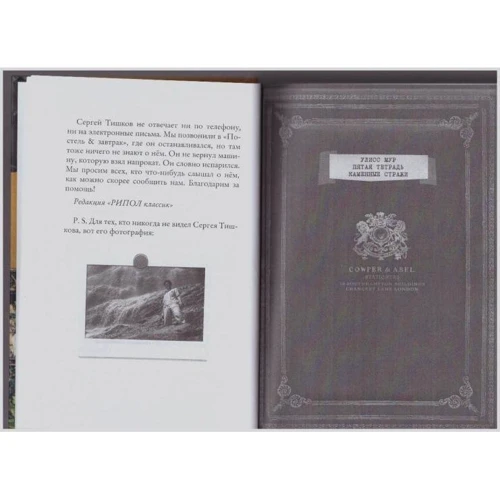 Сергей Тишков не отвечает ни по телефону,
ни на электронные письма. Мы позвонили в «По-
стель & завтрак», где он останавливался, но там
тоже ничего не знают о нём. Он не вернул маши-
ну, которую взял напрокат. Он словно испарился.
Мы просим всех, кто что-нибудь слышал о нём,
как можно скорее сообщить нам. Благодарим за
помощь!
Редакция «РИПОЛ классик»
P. S. Для тех, кто никогда не видел Сергея Тиш-
кова, вот его фотография:
УЛИСС МУР
ПЯТАЯ ТЕТРАДЬ
КАМЕННЫЕ СТРАЖИ
COWPER & ABEL